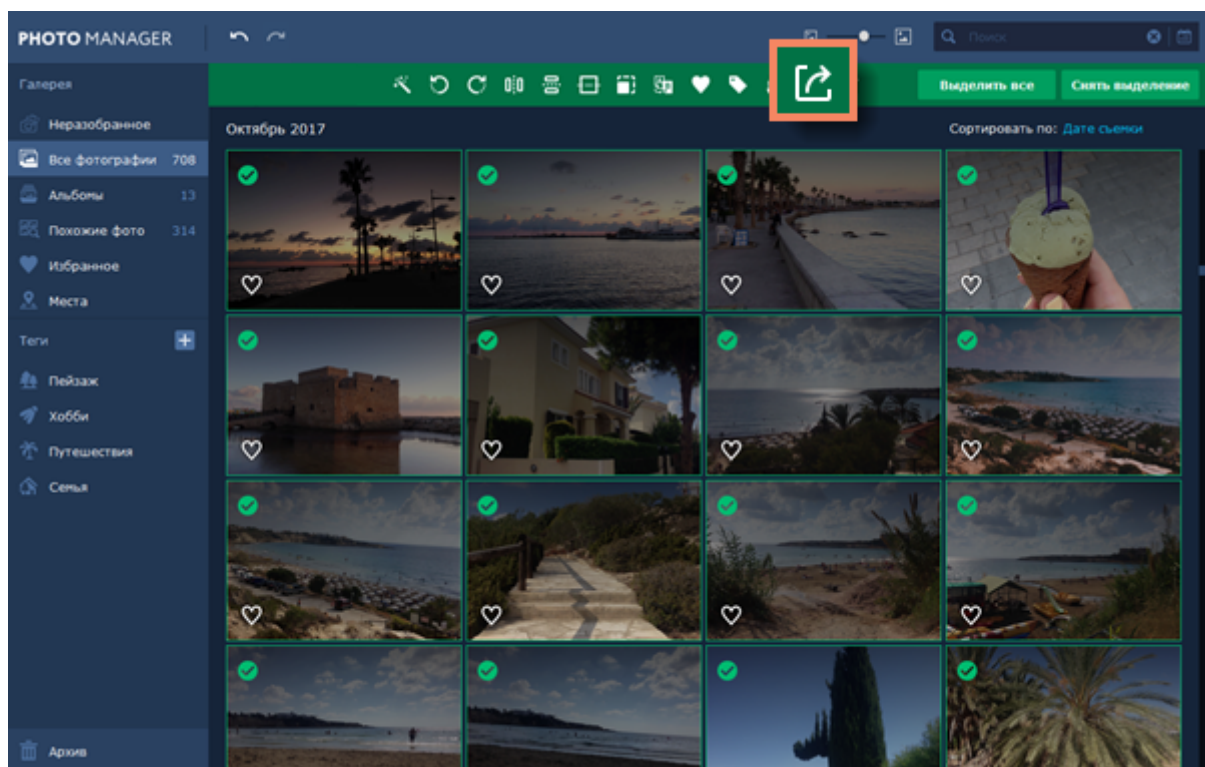 PHOTO MANAGER
Поиск
Галерея
Выделить все
Снять выделение
Неразобранное
Октябрь 2017
Сортировать по: Дате съемки
Все фотографии 708
Альбомы 13
Похожие фото 314
Избранное
Места
Теги
Пейзаж
Хобби
Путешествия
Семья
Архив